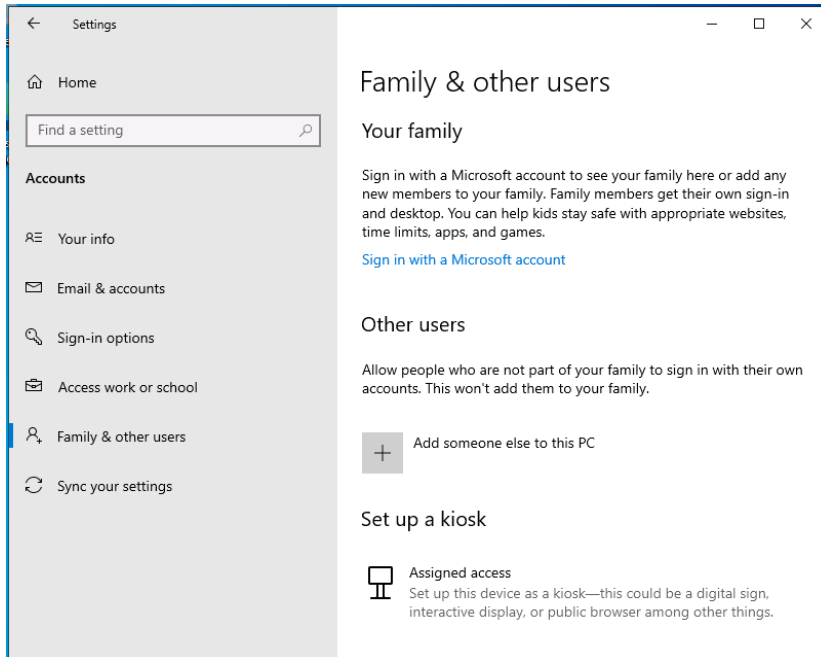 Settings
Home
Find a setting
Accounts
Your info
Email & accounts
Sign-in options
Access work or school
Family & other users
Sync your settings
Family & other users
Your family
Sign in with a Microsoft account to see your family here or add any
new members to your family. Family members get their own sign-in
and desktop. You can help kids stay safe with appropriate websites,
time limits, apps, and games.
Sign in with a Microsoft account
Other users
Allow people who are not part of your family to sign in with their own
accounts. This won't add them to your family.
Add someone else to this PC
Set up a kiosk
Assigned access
Set up this device as a kiosk—this could be a digital sign,
interactive display, or public browser among other things.